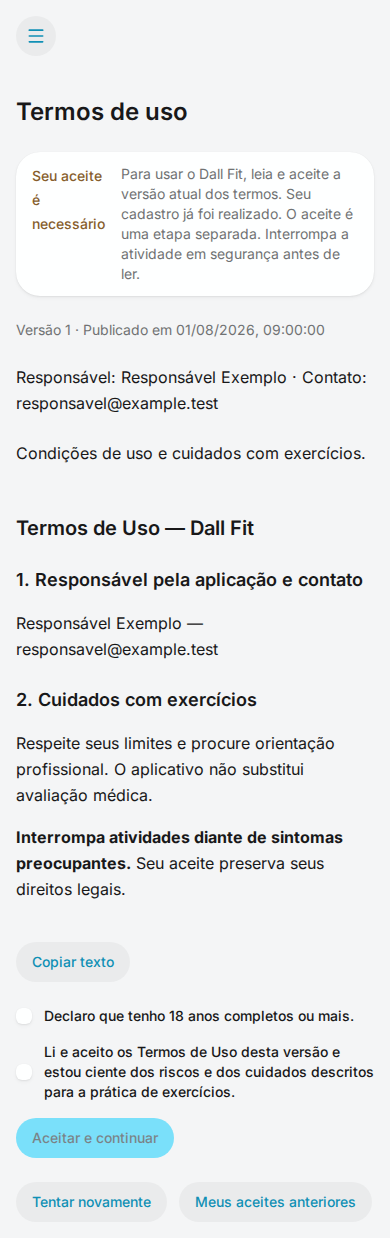 Termos de uso
Seu aceite
é
necessário
Para usar o Dall Fit, leia e aceite a
versão atual dos termos. Seu
cadastro já foi realizado. O aceite é
uma etapa separada. Interrompa a
atividade em segurança antes de
ler.
Versão 1 · Publicado em 01/08/2026, 09:00:00
Responsável: Responsável Exemplo · Contato:
responsavel@example.test
Condições de uso e cuidados com exercícios.
Termos de Uso — Dall Fit
1. Responsável pela aplicação e contato
Responsável Exemplo —
responsavel@example.test
2. Cuidados com exercícios
Respeite seus limites e procure orientação
profissional. O aplicativo não substitui
avaliação médica.
Interrompa atividades diante de sintomas
preocupantes. Seu aceite preserva seus
direitos legais.
Copiar texto
Declaro que tenho 18 anos completos ou mais.
Li e aceito os Termos de Uso desta versão e
estou ciente dos riscos e dos cuidados descritos
para a prática de exercícios.
Aceitar e continuar
Tentar novamente
Meus aceites anteriores